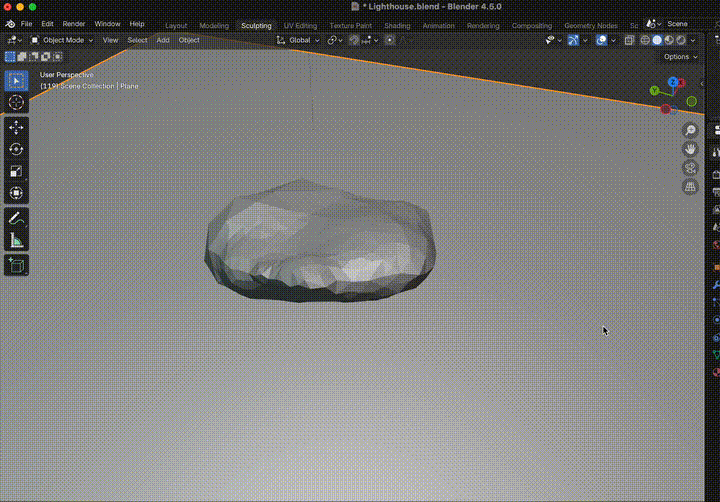 * Lighthouse.blend - Blender 4.5.0
File Edit Render Window Help Layout Modeling Sculpting UV Editing Texture Paint Shading Animation Rendering Compositing Geometry Nodes Sc Scene
Object Mode View Select Add Object Global
Options
User Perspective
(119) Scene Collection | Plane
Z
X
Y